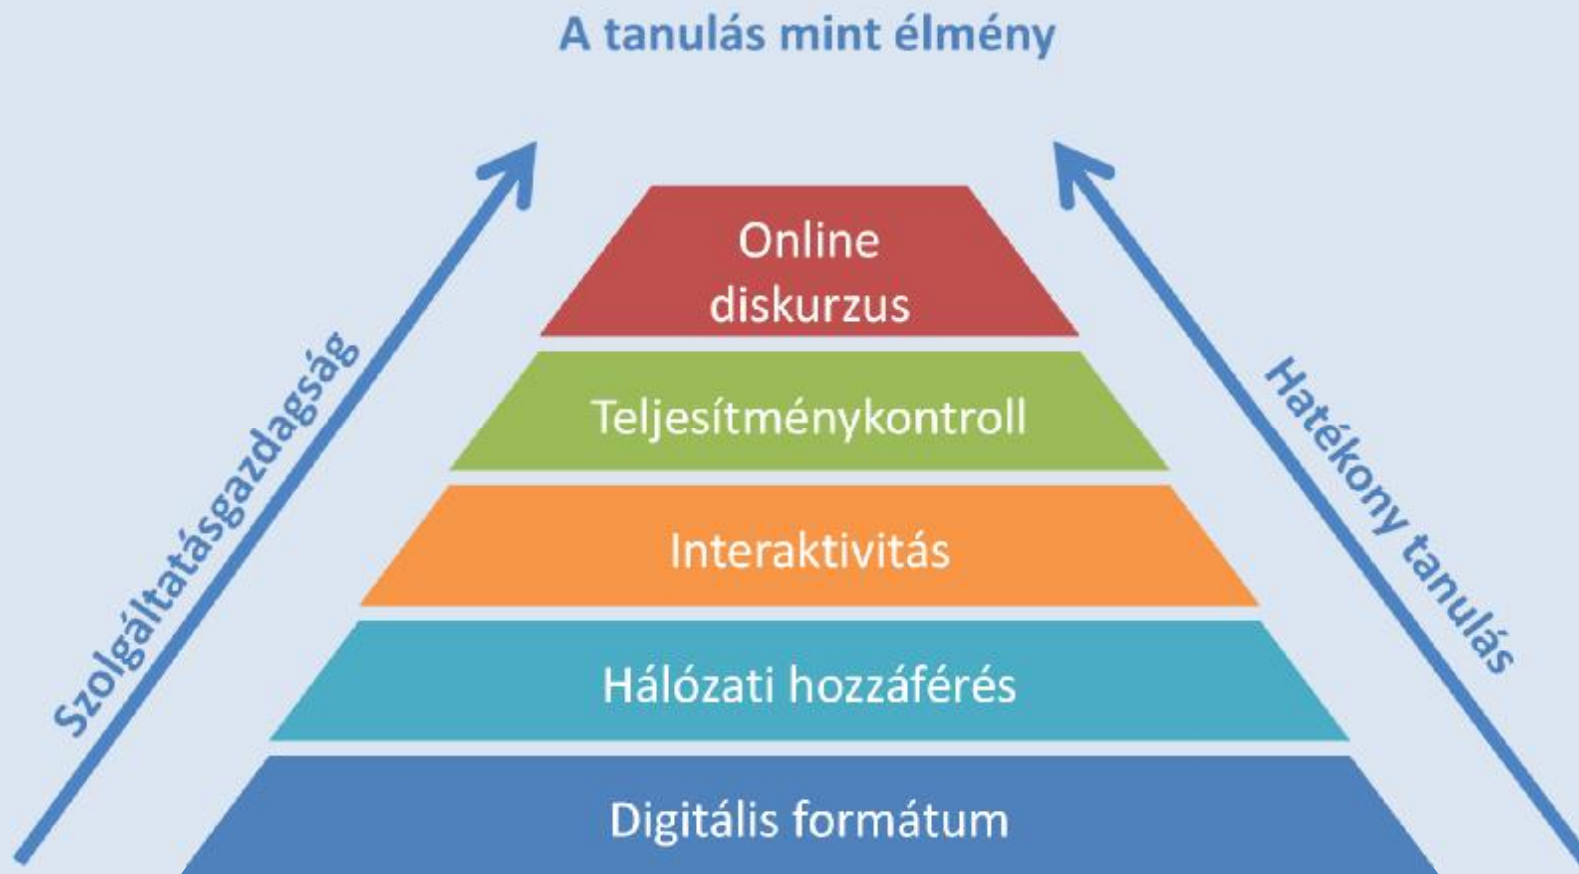 A tanulás mint élmény
Online
diskurzus
Teljesítménykontroll
Interaktivitás
Hálózati hozzáférés
Digitális formátum
Szolgáltatásgazdagság
Hatékony tanulás